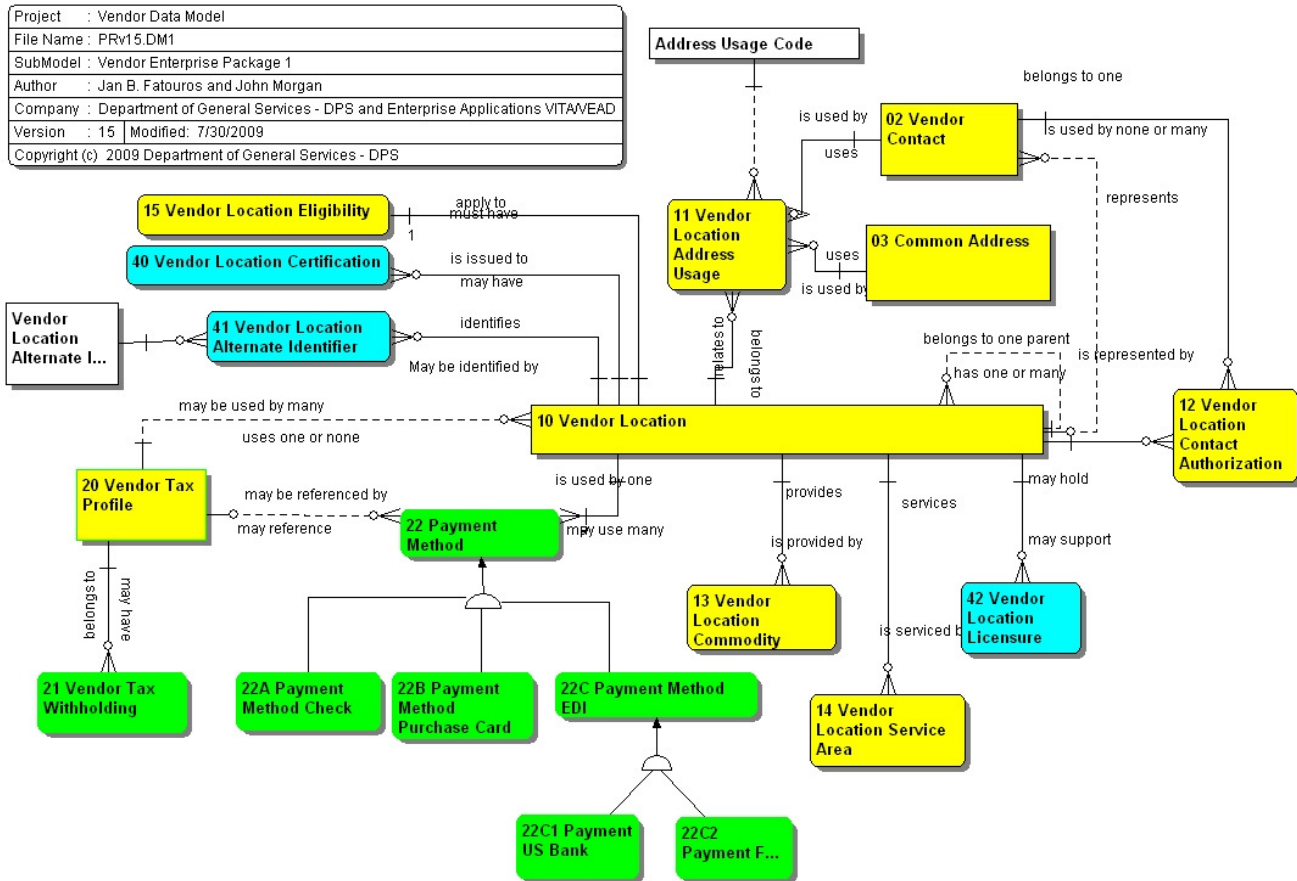 Project : Vendor Data Model
File Name : PRv15.DM1
SubModel : Vendor Enterprise Package 1
Author : Jan B. Fatouros and John Morgan
Company : Department of General Services - DPS and Enterprise Applications VITA/VEAD
Version : 15 Modified: 7/30/2009
Copyright (c) 2009 Department of General Services - DPS
Address Usage Code
belongs to one
is used by
02 Vendor
Contact
is used by none or many
uses
represents
15 Vendor Location Eligibility
apply to
must have
1
11 Vendor
Location
Address
Usage
03 Common Address
uses
is used by
40 Vendor Location Certification
is issued to
may have
Vendor
Location
Alternate I...
41 Vendor Location
Alternate Identifier
identifies
May be identified by
relates to
belongs to
belongs to one parent
has one or many
is represented by
12 Vendor
Location
Contact
Authorization
may be used by many
uses one or none
10 Vendor Location
20 Vendor Tax
Profile
may be referenced by
may reference
22 Payment
Method
is used by one
may use many
P
provides
is provided by
services
is serviced b
may hold
may support
belongs to
may have
13 Vendor
Location
Commodity
42 Vendor
Location
Licensure
21 Vendor Tax
Withholding
22A Payment
Method Check
22B Payment
Method
Purchase Card
22C Payment Method
EDI
14 Vendor
Location Service
Area
22C1 Payment
US Bank
22C2
Payment F...